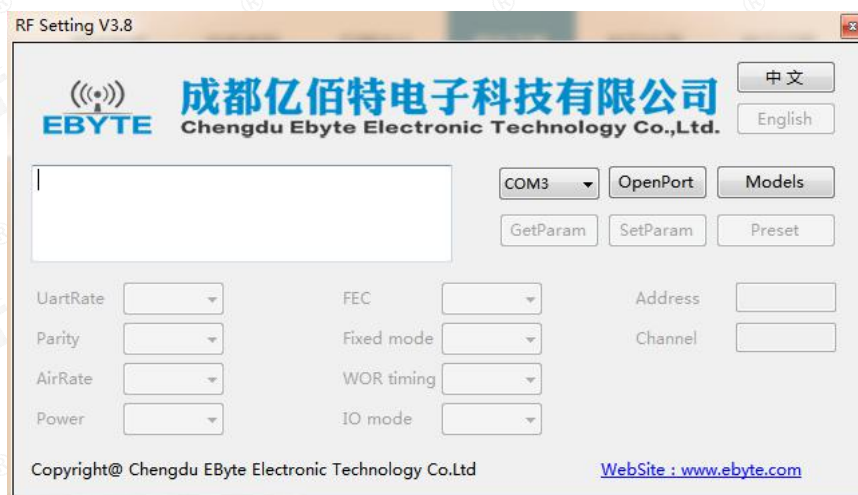 RF Setting V3.8
EBYTE
成都亿佰特电子科技有限公司
Chengdu Ebyte Electronic Technology Co.,Ltd.
中文
English
COM3 OpenPort Models
GetParam SetParam Preset
UartRate FEC Address
Parity Fixed mode Channel
AirRate WOR timing
Power IO mode
Copyright@ Chengdu EByte Electronic Technology Co.Ltd WebSite : www.ebyte.com